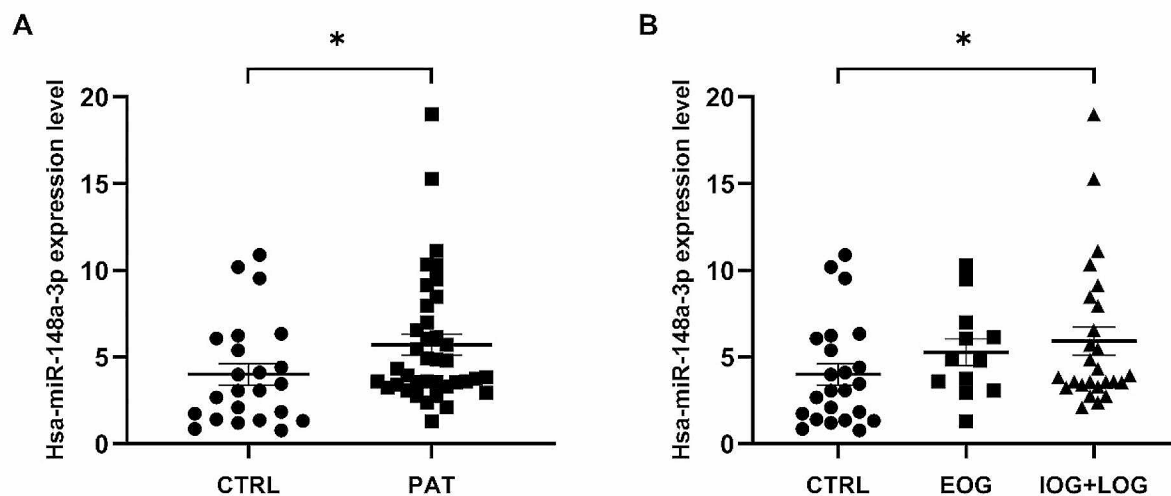 A
*
Hsa-miR-148a-3p expression level
20
15
10
5
0
CTRL PAT
B
*
Hsa-miR-148a-3p expression level
20
15
10
5
0
CTRL EOG IOG+LOG